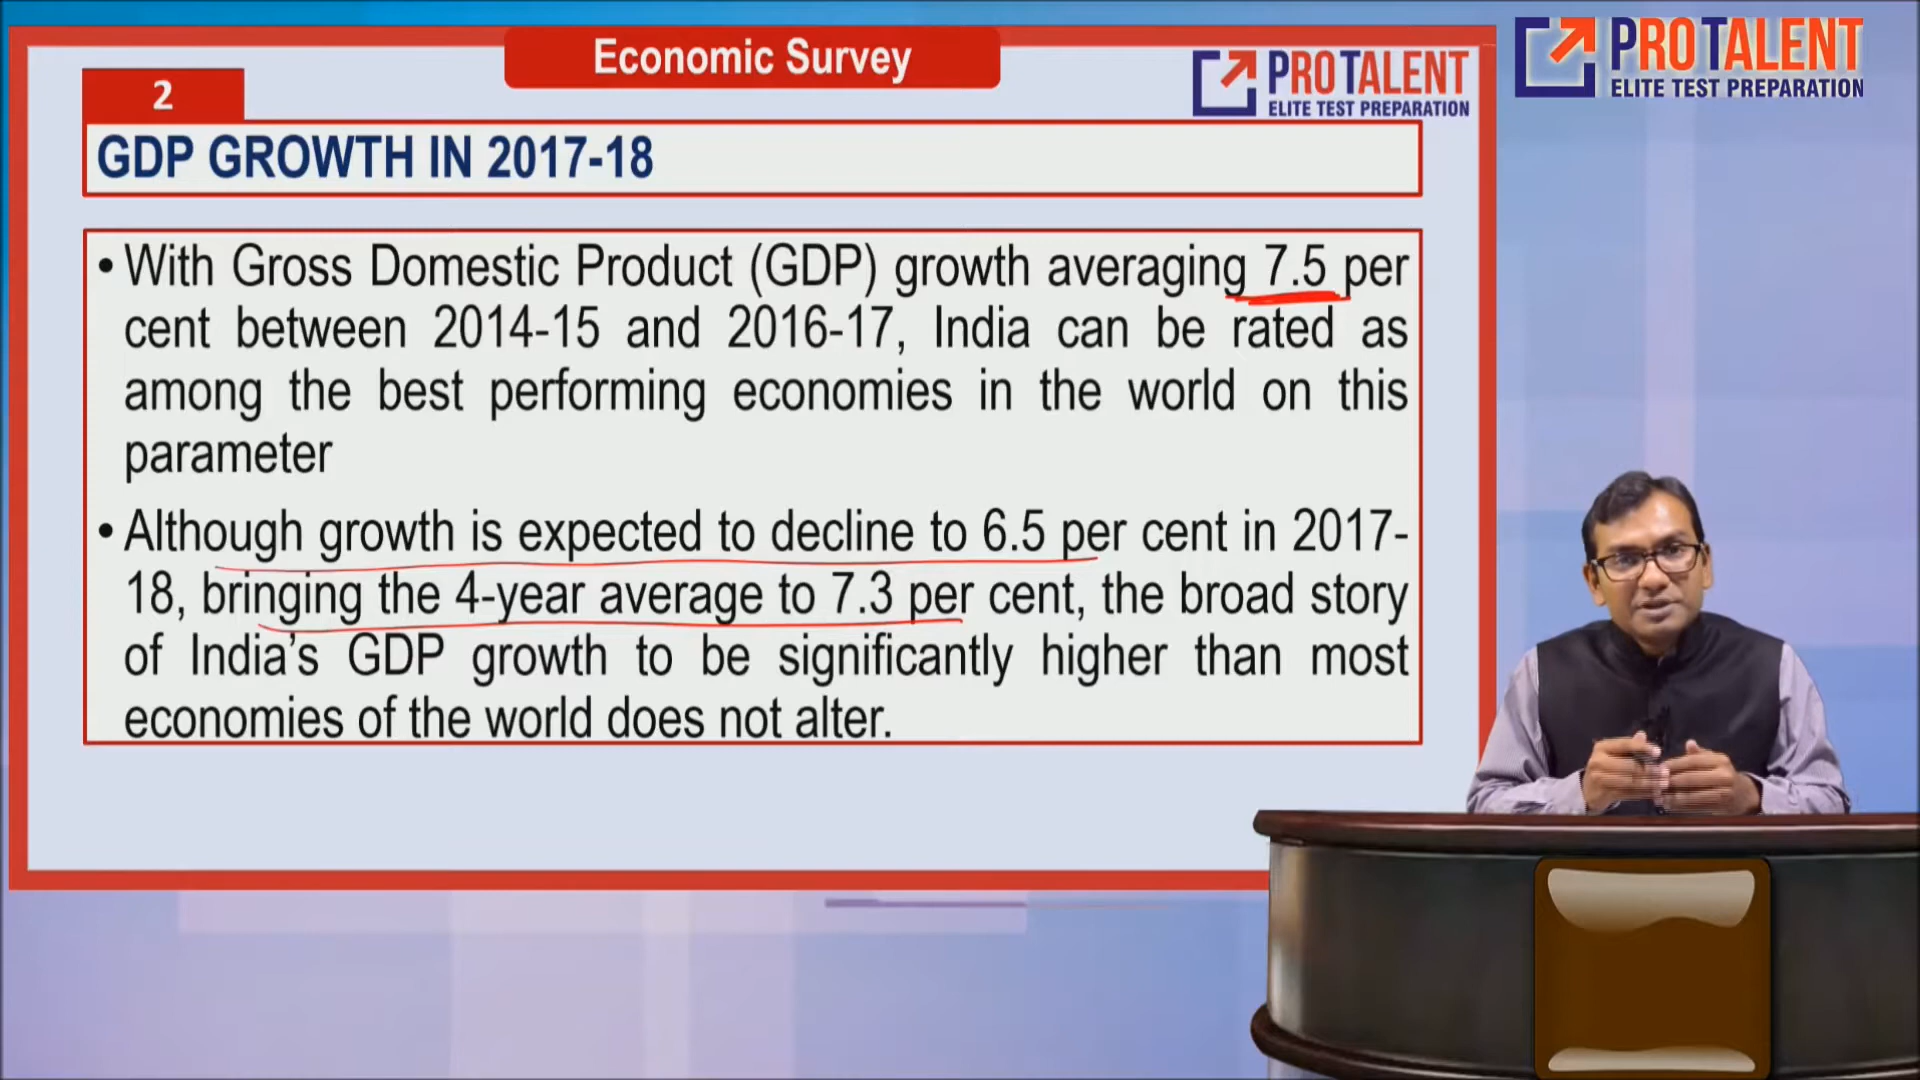 Economic Survey
PROTALENT
ELITE TEST PREPARATION
PROTALENT
ELITE TEST PREPARATION
2
GDP GROWTH IN 2017-18
• With Gross Domestic Product (GDP) growth averaging 7.5 per
cent between 2014-15 and 2016-17, India can be rated as
among the best performing economies in the world on this
parameter
• Although growth is expected to decline to 6.5 per cent in 2017-
18, bringing the 4-year average to 7.3 per cent, the broad story
of India's GDP growth to be significantly higher than most
economies of the world does not alter.